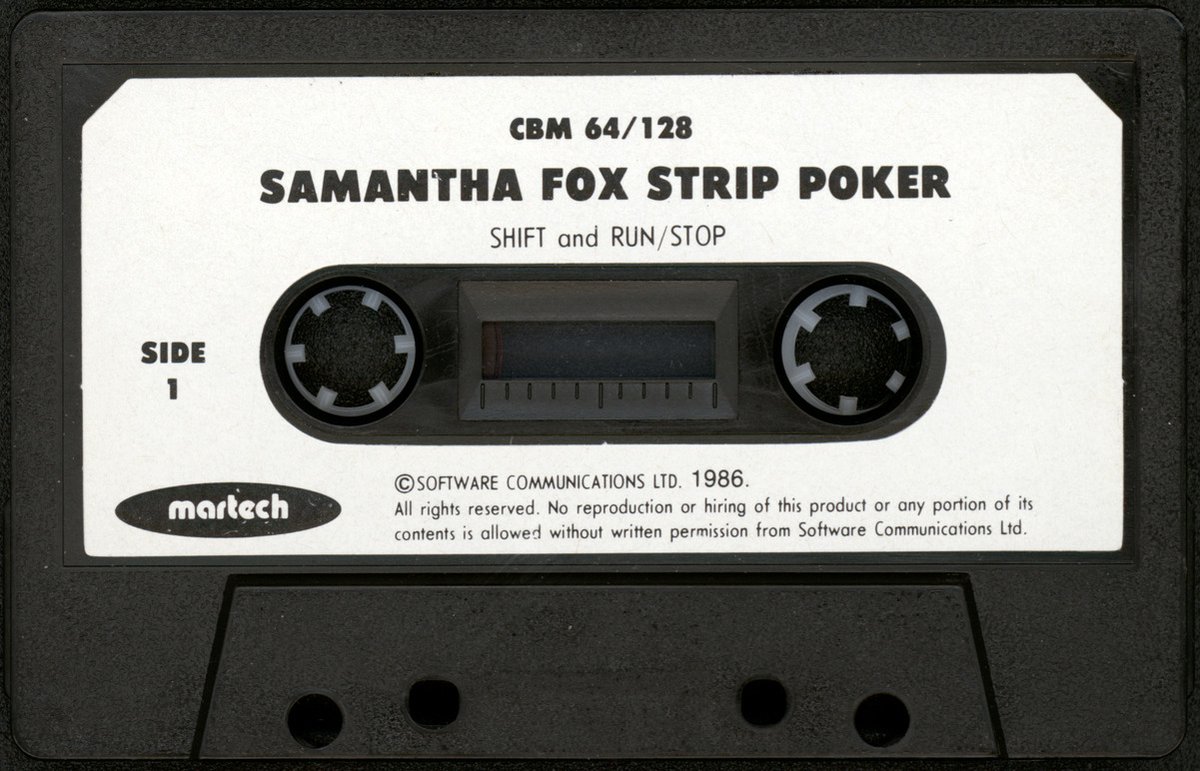 CBM 64/128
SAMANTHA FOX STRIP POKER
SHIFT and RUN/STOP
SIDE
1
martech
©SOFTWARE COMMUNICATIONS LTD. 1986.
All rights reserved. No reproduction or hiring of this product or any portion of its
contents is allowed without written permission from Software Communications Ltd.